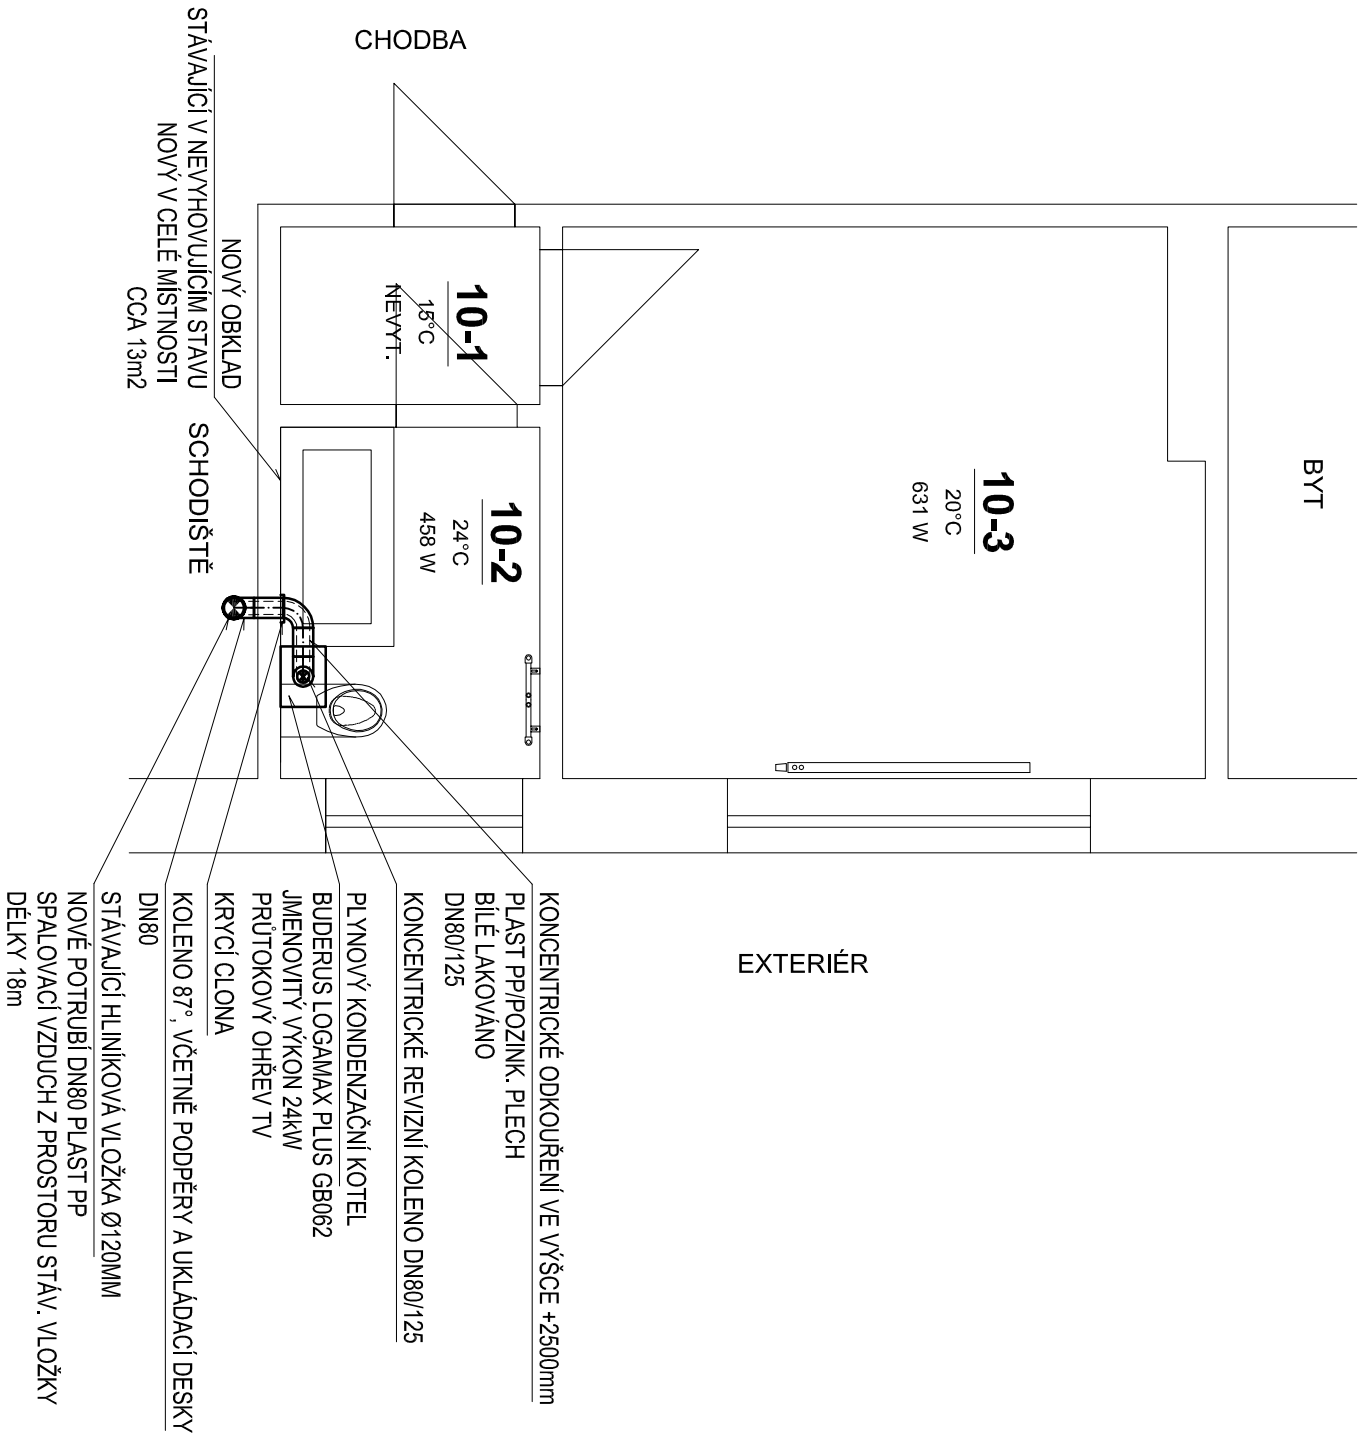 CHODBA
NOVÝ OBKLAD
STÁVAJÍCÍ V NEVYHOVUJÍCÍM STAVU
NOVÝ V CELÉ MÍSTNOSTI
CCA 13m2
10-1
15°C
NEVYT.
SCHODIŠTĚ
10-2
24°C
458 W
10-3
20°C
631 W
BYT
EXTERIÉR
KONCENTRICKÉ ODKOUŘENÍ VE VÝŠCE +2500mm
PLAST PP/POZINK. PLECH
BÍLÉ LAKOVÁNO
DN80/125
KONCENTRICKÉ REVIZNÍ KOLENO DN80/125
PLYNOVÝ KONDENZAČNÍ KOTEL
BUDERUS LOGAMAX PLUS GB062
JMENOVITÝ VÝKON 24kW
PRŮTOKOVÝ OHŘEV TV
KRYCÍ CLONA
KOLENO 87°, VČETNĚ PODPĚRY A UKLÁDACÍ DESKY
DN80
STÁVAJÍCÍ HLINÍKOVÁ VLOŽKA Ø120MM
NOVÉ POTRUBÍ DN80 PLAST PP
SPALOVACÍ VZDUCH Z PROSTORU STÁV. VLOŽKY
DÉLKY 18m